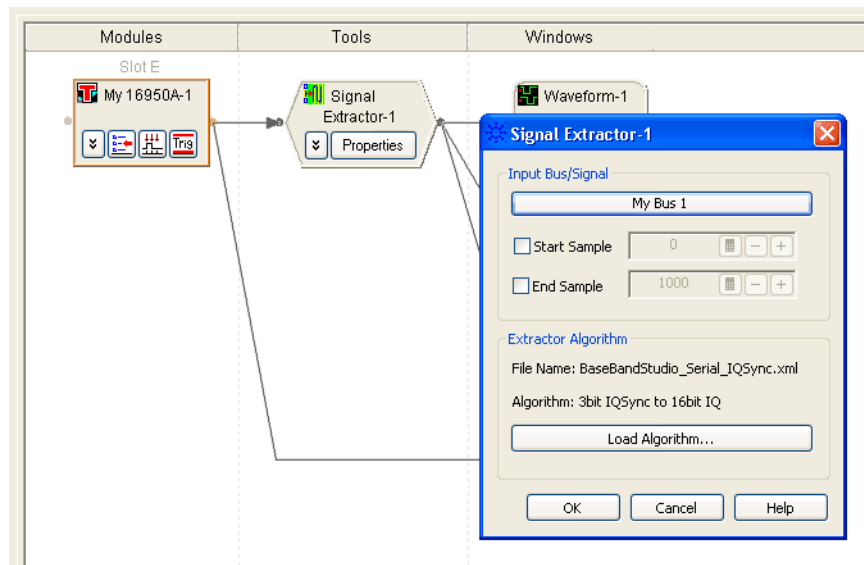 Modules Tools Windows
Slot E
My 16950A-1
Trig
Signal
Extractor-1
Properties
Waveform-1
Signal Extractor-1
Input Bus/Signal
My Bus 1
Start Sample 0
End Sample 1000
Extractor Algorithm
File Name: BaseBandStudio_Serial_IQSync.xml
Algorithm: 3bit IQSync to 16bit IQ
Load Algorithm...
OK Cancel Help